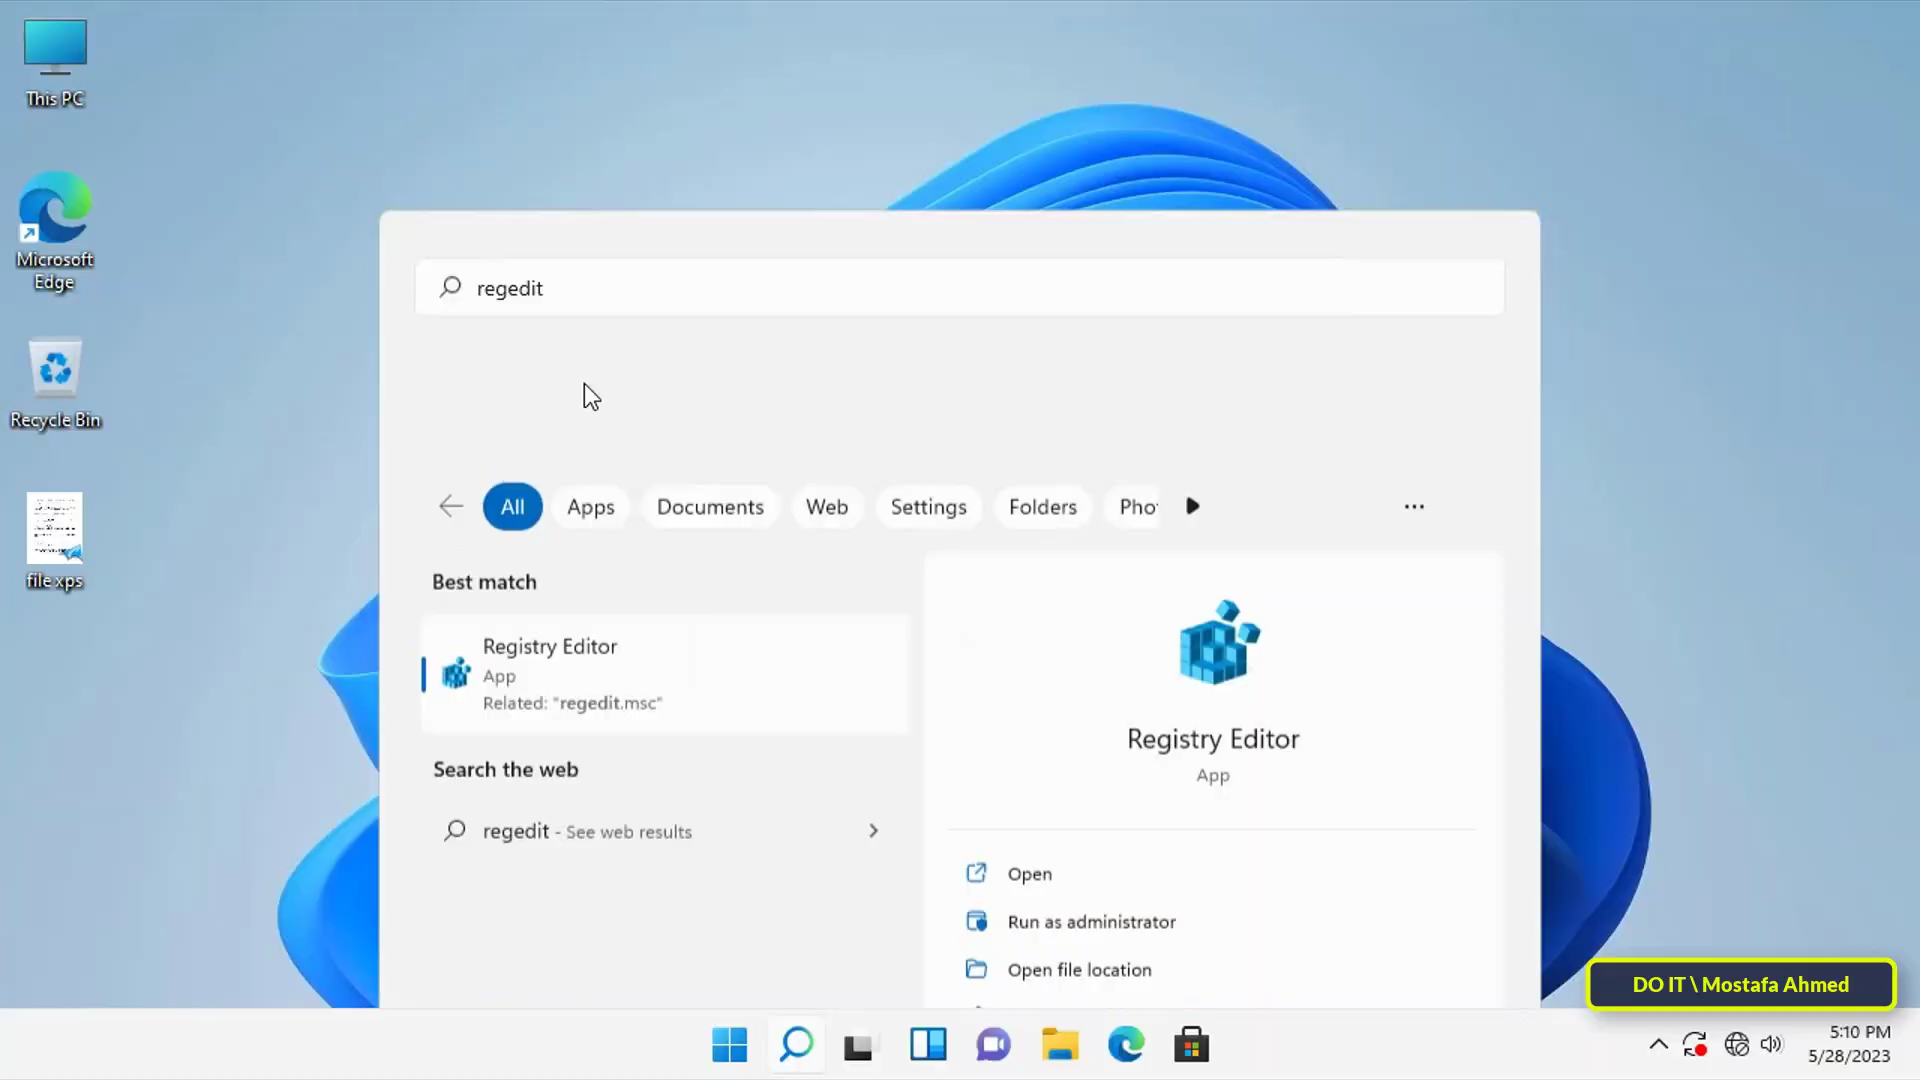 This PC
Microsoft
Edge
Recycle Bin
file xps
regedit
All
Apps
Documents
Web
Settings
Folders
Pho
Best match
Registry Editor
App
Related: "regedit.msc"
Search the web
regedit - See web results
Registry Editor
App
Open
Run as administrator
Open file location
DO IT \ Mostafa Ahmed
5:10 PM
5/28/2023